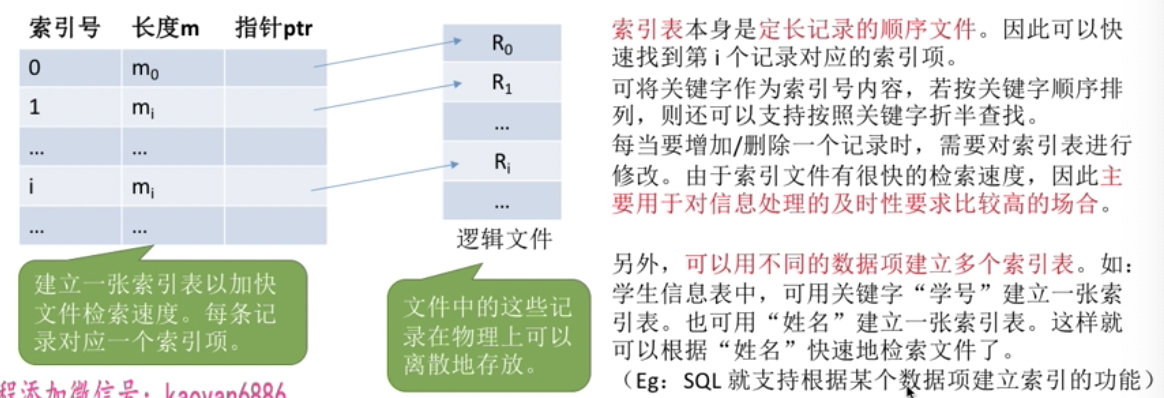 索引号 长度m 指针ptr
0 m0
1 mi
... ...
i mi
... ...
R0
R1
...
Ri
...
逻辑文件
建立一张索引表以加快
文件检索速度。每条记
录对应一个索引项。
文件中的这些记
录在物理上可以
离散地存放。
索引表本身是定长记录的顺序文件。因此可以快
速找到第 i 个记录对应的索引项。
可将关键字作为索引号内容，若按关键字顺序排
列，则还可以支持按照关键字折半查找。
每当要增加/删除一个记录时，需要对索引表进行
修改。由于索引文件有很快的检索速度，因此主
要用于对信息处理的及时性要求比较高的场合。
另外，可以用不同的数据项建立多个索引表。如：
学生信息表中，可用关键字“学号”建立一张索
引表。也可用“姓名”建立一张索引表。这样就
可以根据“姓名”快速地检索文件了。
（Eg：SQL 就支持根据某个数据项建立索引的功能）
程添加微信号：kaoyan6886